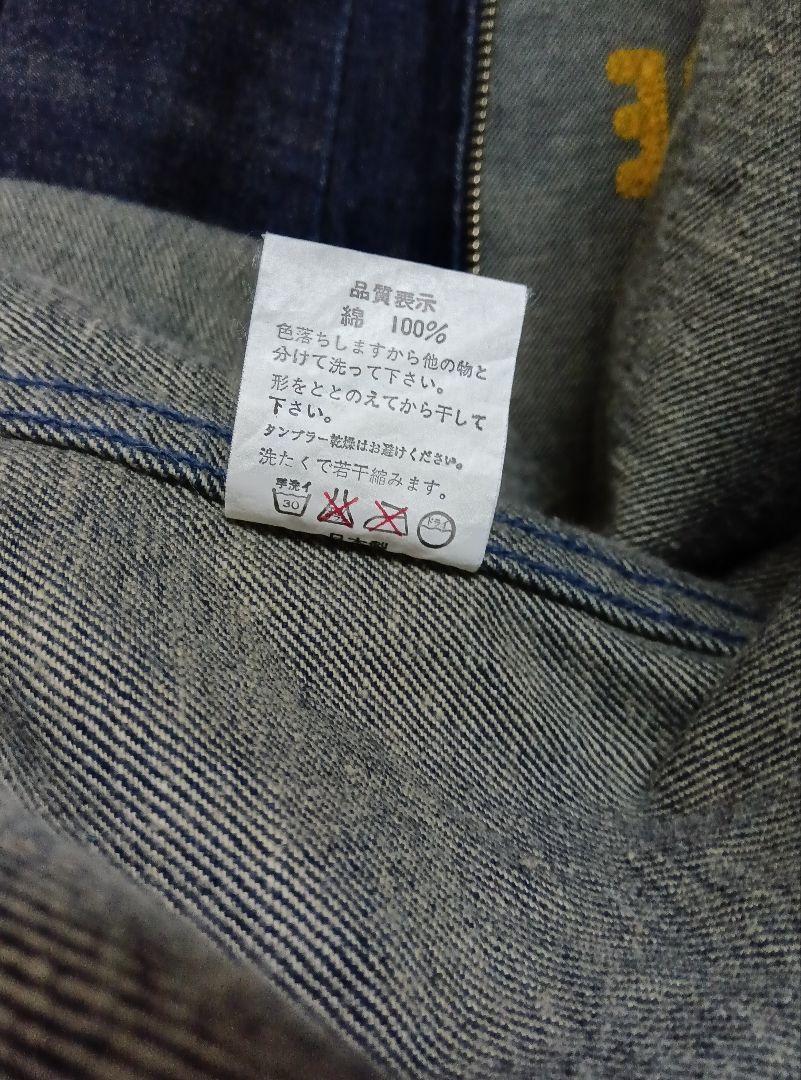 品質表示
綿 100%
色落ちしますから他の物と
分けて洗って下さい。
形をととのえてから干して
下さい。
タンブラー乾燥はお避けください。
洗たくで若干縮みます。
手洗イ
30
ドライ
日本製